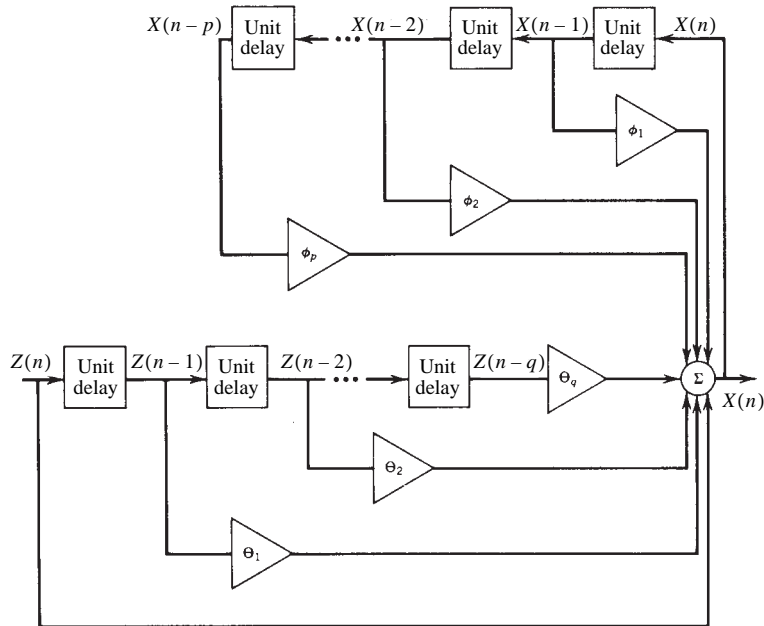 X(n − p)
Unit delay
X(n − 2)
Unit delay
X(n − 1)
Unit delay
X(n)
ϕ₁
ϕ₂
ϕₚ
Z(n)
Unit delay
Z(n − 1)
Unit delay
Z(n − 2)
Unit delay
Z(n − q)
Θ_q
Σ
X(n)
Θ₂
Θ₁